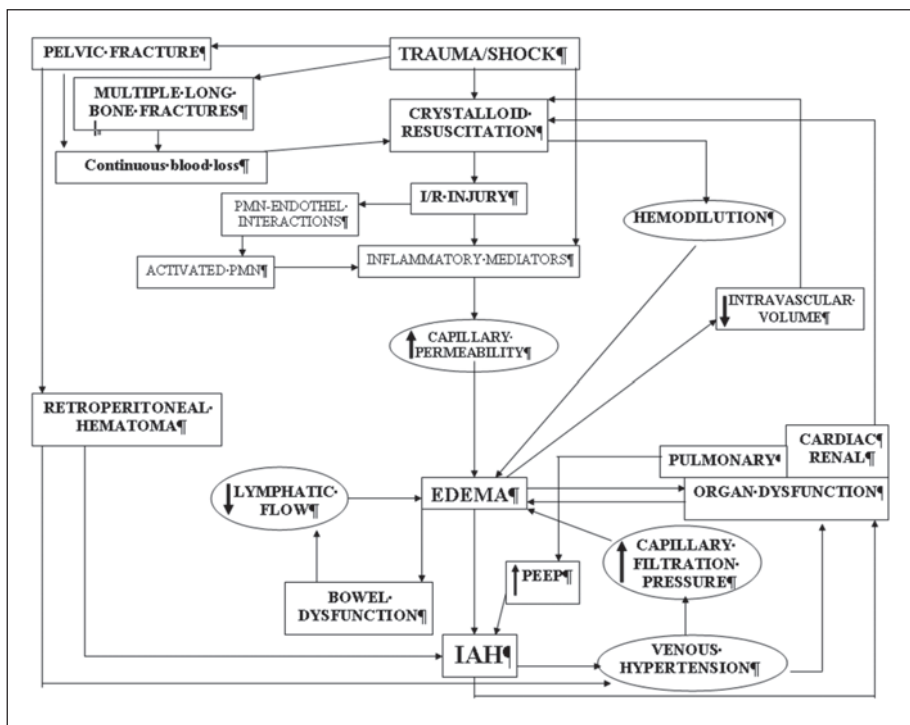 PELVIC·FRACTURE¶
TRAUMA/SHOCK¶
MULTIPLE·LONG·
BONE·FRACTURES¶
CRYSTALLOID·
RESUSCITATION¶
Continuous·blood·loss¶
I/R·INJURY¶
PMN-ENDOTHEL·
INTERACTIONS¶
HEMODILUTION¶
ACTIVATED·PMN¶
INFLAMMATORY·MEDIATORS¶
INTRAVASCULAR·
VOLUME¶
CAPILLARY·
PERMEABILITY¶
RETROPERITONEAL·
HEMATOMA¶
CARDIAC¶
RENAL¶
PULMONARY¶
ORGAN·DYSFUNCTION¶
LYMPHATIC·
FLOW¶
EDEMA¶
CAPILLARY·
FILTRATION·
PRESSURE¶
PEEP¶
BOWEL·
DYSFUNCTION¶
IAH¶
VENOUS·
HYPERTENSION¶